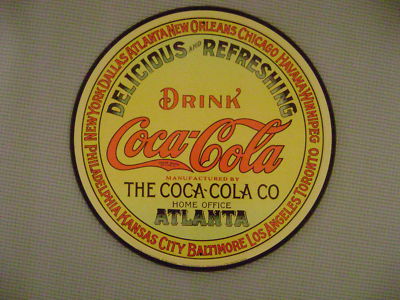 NEW YORK DALLAS ATLANTA NEW ORLEANS CHICAGO HAVANA WINNIPEG
PHILADELPHIA KANSAS CITY BALTIMORE LOS ANGELES TORONTO
DELICIOUS AND REFRESHING
DRINK
Coca-Cola
MANUFACTURED BY
THE COCA-COLA CO
HOME OFFICE
ATLANTA